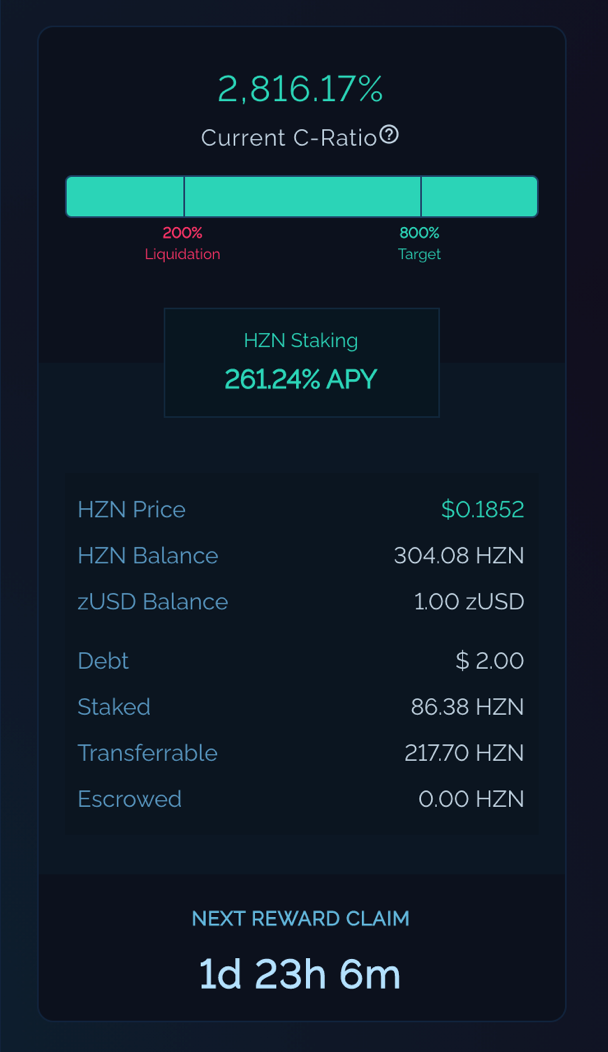 2,816.17%
Current C-Ratio?
200% 800%
Liquidation Target
HZN Staking
261.24% APY
HZN Price $0.1852
HZN Balance 304.08 HZN
zUSD Balance 1.00 zUSD
Debt $ 2.00
Staked 86.38 HZN
Transferrable 217.70 HZN
Escrowed 0.00 HZN
NEXT REWARD CLAIM
1d 23h 6m